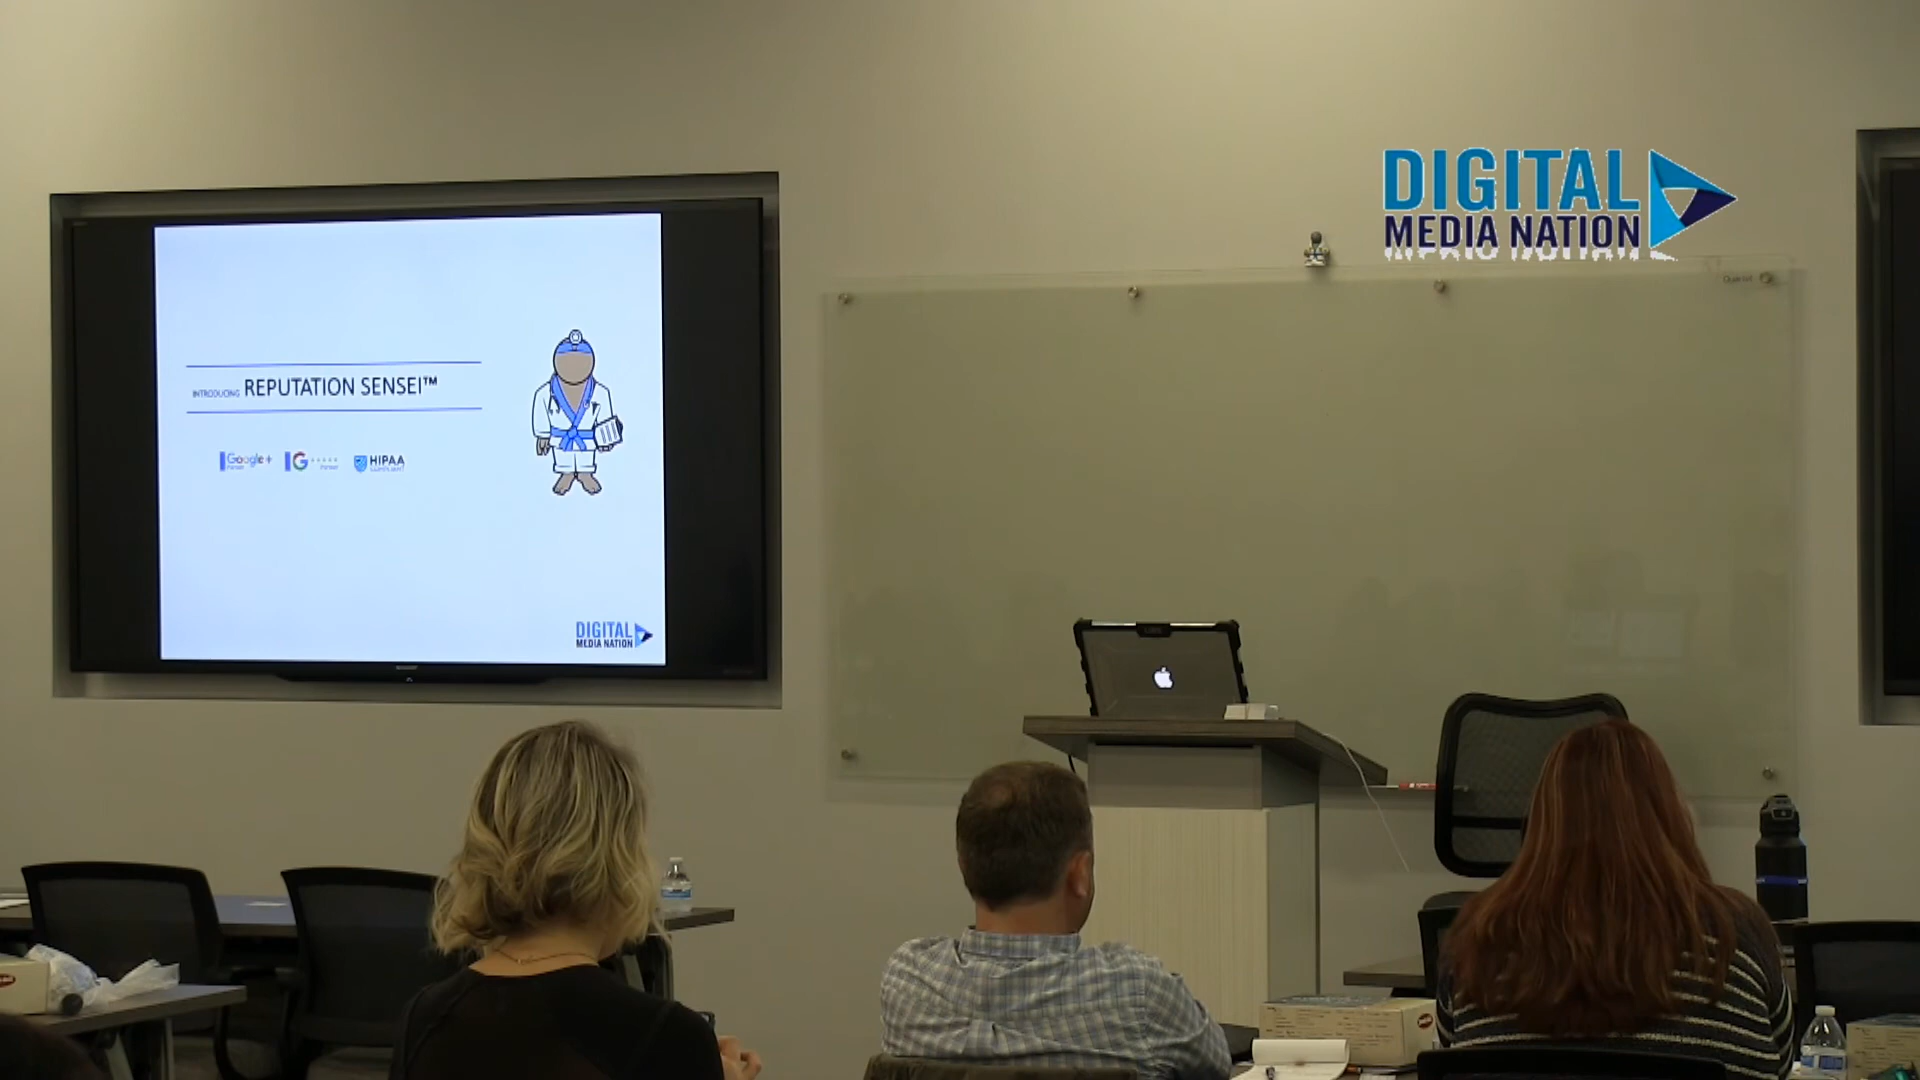 DIGITAL
MEDIA NATION
INTRODUCING REPUTATION SENSEI™
Google+
G
HIPAA
DIGITAL
MEDIA NATION